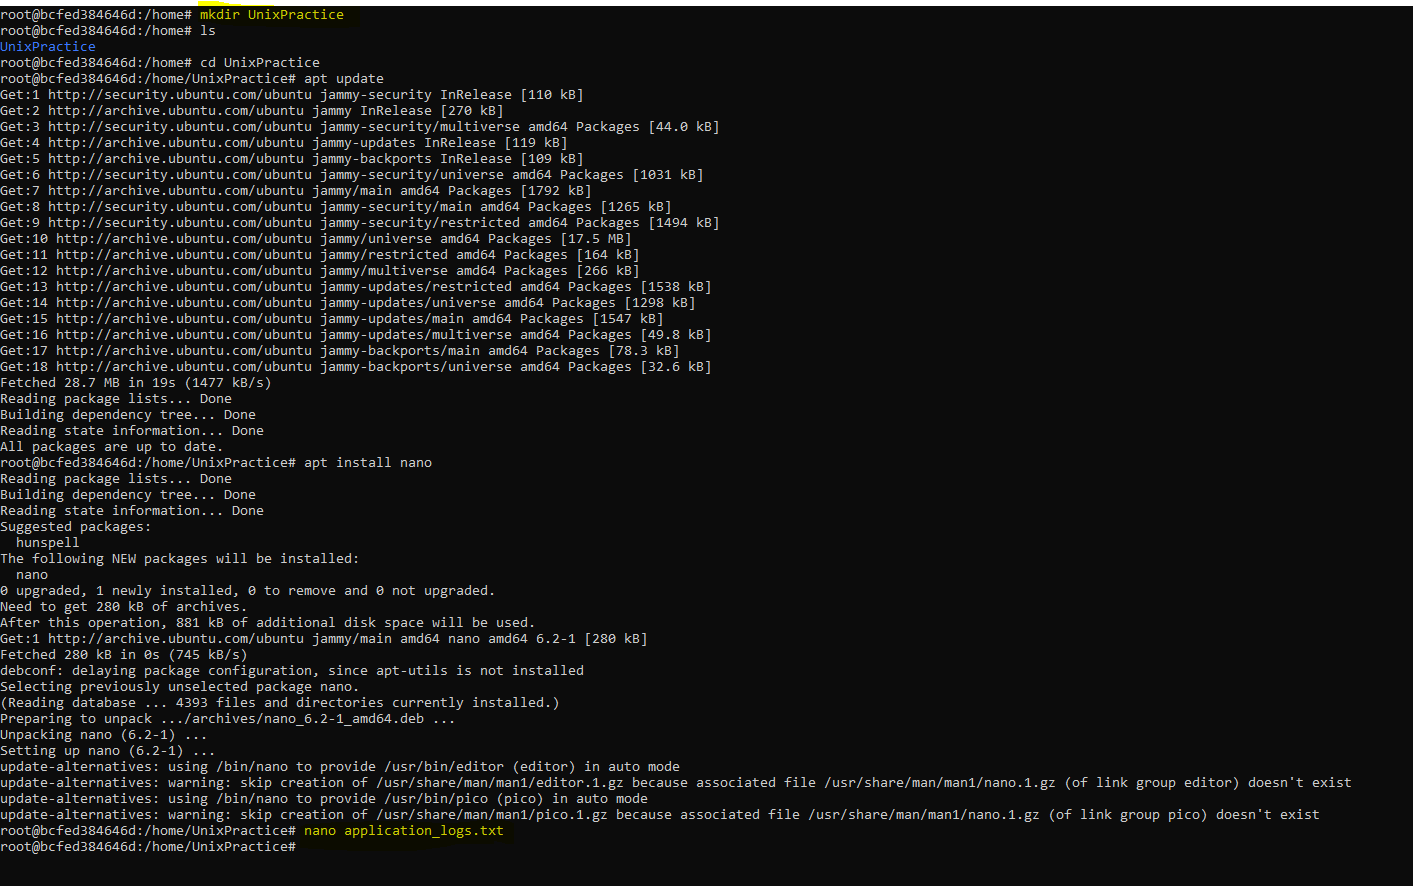 root@bcfed384646d:/home# mkdir UnixPractice
root@bcfed384646d:/home# ls
UnixPractice
root@bcfed384646d:/home# cd UnixPractice
root@bcfed384646d:/home/UnixPractice# apt update
Get:1 http://security.ubuntu.com/ubuntu jammy-security InRelease [110 kB]
Get:2 http://archive.ubuntu.com/ubuntu jammy InRelease [270 kB]
Get:3 http://security.ubuntu.com/ubuntu jammy-security/multiverse amd64 Packages [44.0 kB]
Get:4 http://archive.ubuntu.com/ubuntu jammy-updates InRelease [119 kB]
Get:5 http://archive.ubuntu.com/ubuntu jammy-backports InRelease [109 kB]
Get:6 http://security.ubuntu.com/ubuntu jammy-security/universe amd64 Packages [1031 kB]
Get:7 http://archive.ubuntu.com/ubuntu jammy/main amd64 Packages [1792 kB]
Get:8 http://security.ubuntu.com/ubuntu jammy-security/main amd64 Packages [1265 kB]
Get:9 http://security.ubuntu.com/ubuntu jammy-security/restricted amd64 Packages [1494 kB]
Get:10 http://archive.ubuntu.com/ubuntu jammy/universe amd64 Packages [17.5 MB]
Get:11 http://archive.ubuntu.com/ubuntu jammy/restricted amd64 Packages [164 kB]
Get:12 http://archive.ubuntu.com/ubuntu jammy/multiverse amd64 Packages [266 kB]
Get:13 http://archive.ubuntu.com/ubuntu jammy-updates/restricted amd64 Packages [1538 kB]
Get:14 http://archive.ubuntu.com/ubuntu jammy-updates/universe amd64 Packages [1298 kB]
Get:15 http://archive.ubuntu.com/ubuntu jammy-updates/main amd64 Packages [1547 kB]
Get:16 http://archive.ubuntu.com/ubuntu jammy-updates/multiverse amd64 Packages [49.8 kB]
Get:17 http://archive.ubuntu.com/ubuntu jammy-backports/main amd64 Packages [78.3 kB]
Get:18 http://archive.ubuntu.com/ubuntu jammy-backports/universe amd64 Packages [32.6 kB]
Fetched 28.7 MB in 19s (1477 kB/s)
Reading package lists... Done
Building dependency tree... Done
Reading state information... Done
All packages are up to date.
root@bcfed384646d:/home/UnixPractice# apt install nano
Reading package lists... Done
Building dependency tree... Done
Reading state information... Done
Suggested packages:
  hunspell
The following NEW packages will be installed:
  nano
0 upgraded, 1 newly installed, 0 to remove and 0 not upgraded.
Need to get 280 kB of archives.
After this operation, 881 kB of additional disk space will be used.
Get:1 http://archive.ubuntu.com/ubuntu jammy/main amd64 nano amd64 6.2-1 [280 kB]
Fetched 280 kB in 0s (745 kB/s)
debconf: delaying package configuration, since apt-utils is not installed
Selecting previously unselected package nano.
(Reading database ... 4393 files and directories currently installed.)
Preparing to unpack .../archives/nano_6.2-1_amd64.deb ...
Unpacking nano (6.2-1) ...
Setting up nano (6.2-1) ...
update-alternatives: using /bin/nano to provide /usr/bin/editor (editor) in auto mode
update-alternatives: warning: skip creation of /usr/share/man/man1/editor.1.gz because associated file /usr/share/man/man1/nano.1.gz (of link group editor) doesn't exist
update-alternatives: using /bin/nano to provide /usr/bin/pico (pico) in auto mode
update-alternatives: warning: skip creation of /usr/share/man/man1/pico.1.gz because associated file /usr/share/man/man1/nano.1.gz (of link group pico) doesn't exist
root@bcfed384646d:/home/UnixPractice# nano application_logs.txt
root@bcfed384646d:/home/UnixPractice#